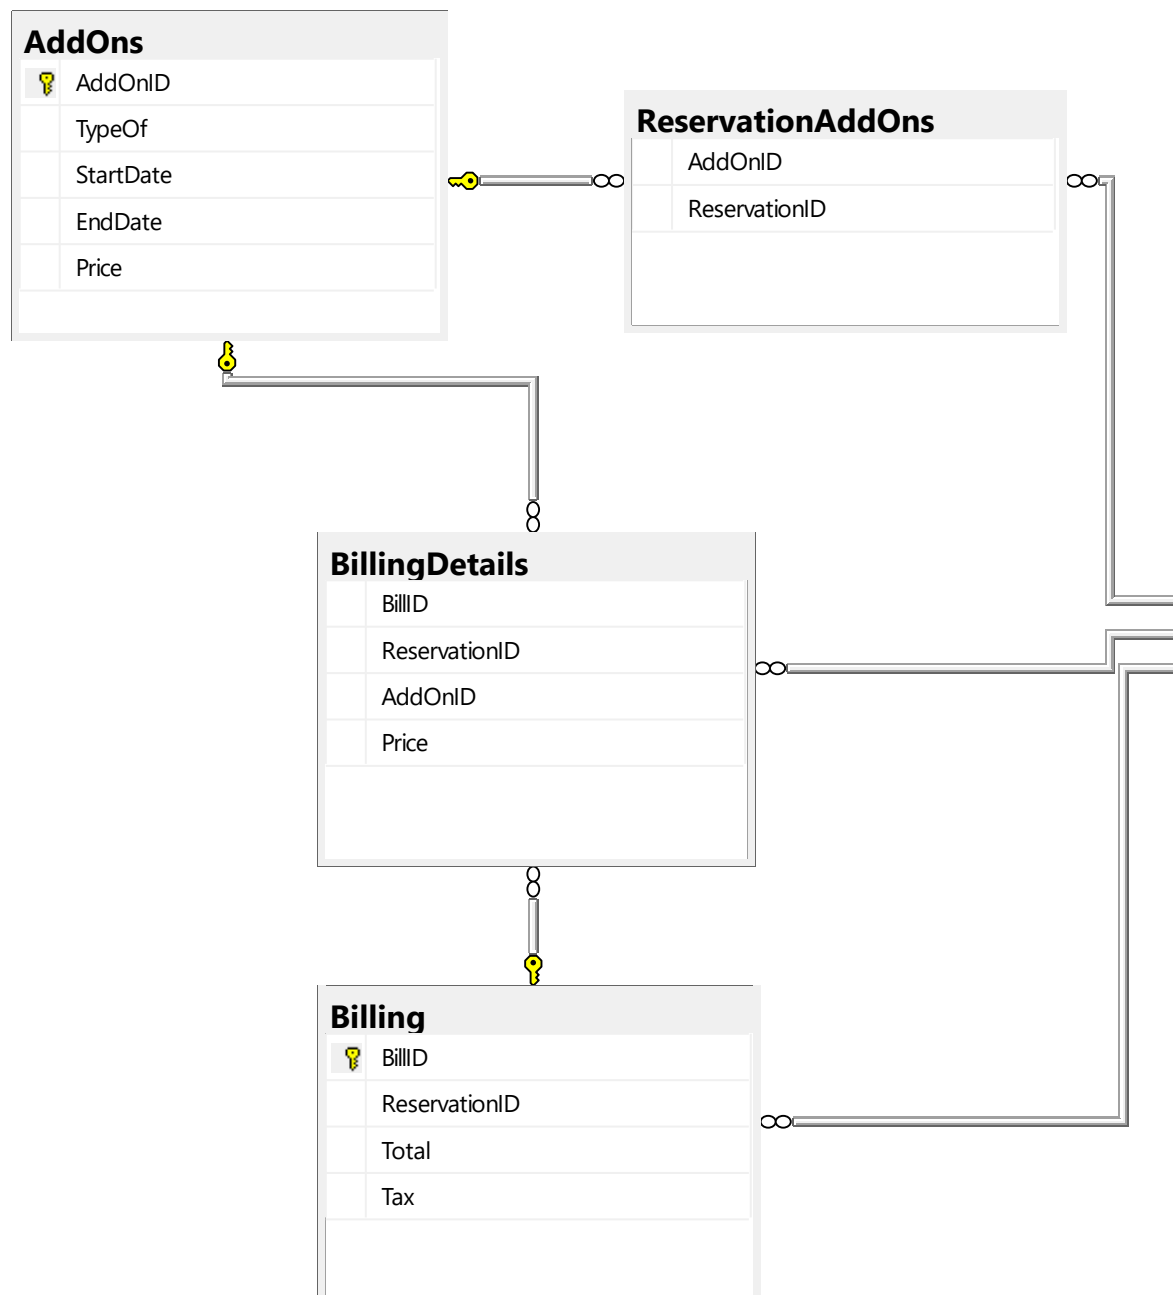 AddOns
AddOnID
TypeOf
StartDate
EndDate
Price
ReservationAddOns
AddOnID
ReservationID
BillingDetails
BillID
ReservationID
AddOnID
Price
Billing
BillID
ReservationID
Total
Tax